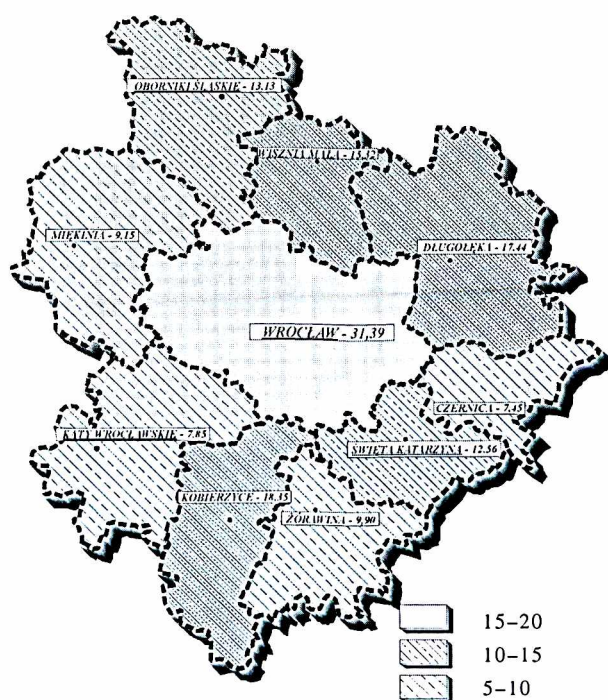 OBORNIKI ŚLĄSKIE - 13.13
WISZNIA MAŁA - 15.32
MIĘKINIA - 9,15
DŁUGOŁĘKA - 17.44
WROCŁAW - 31,39
CZERNICA - 7,45
KĄTY WROCŁAWSKIE - 7.85
ŚWIĘTA KATARZYNA - 12.56
KOBIERZYCE - 18.35
ŻÓRAWINA - 9,90
15-20
10-15
5-10